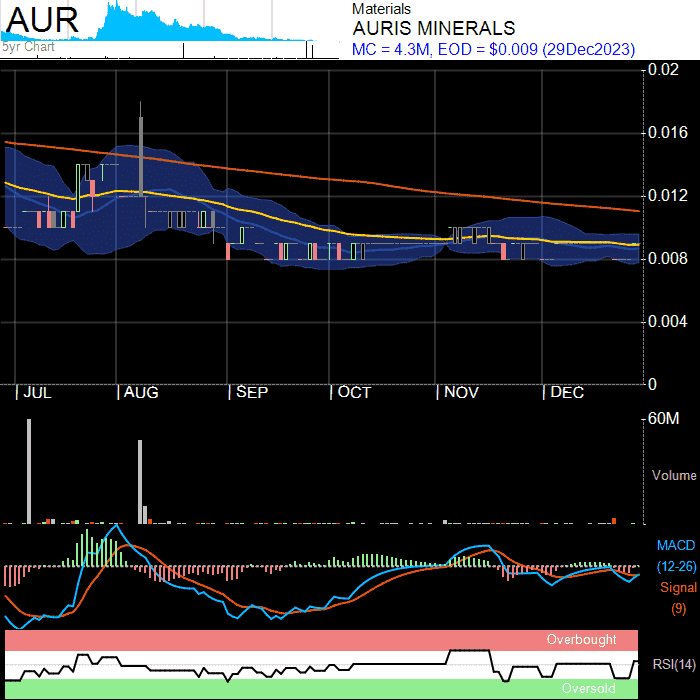 AUR
5yr Chart
Materials
AURIS MINERALS
MC = 4.3M, EOD = $0.009 (29Dec2023)
0.02
0.016
0.012
0.008
0.004
0
JUL AUG SEP OCT NOV DEC
60M
Volume
MACD
(12-26)
Signal
(9)
Overbought
RSI(14)
Oversold